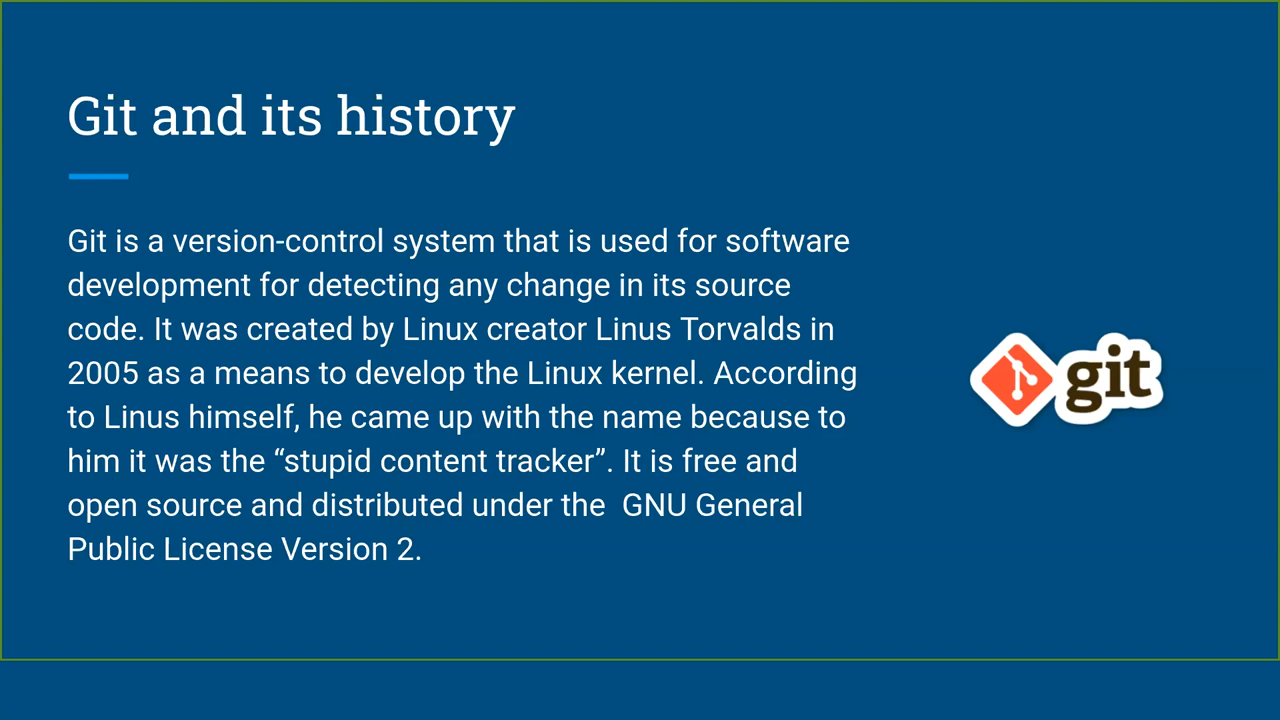 Git and its history
Git is a version-control system that is used for software
development for detecting any change in its source
code. It was created by Linux creator Linus Torvalds in
2005 as a means to develop the Linux kernel. According
to Linus himself, he came up with the name because to
him it was the “stupid content tracker”. It is free and
open source and distributed under the  GNU General
Public License Version 2.
git